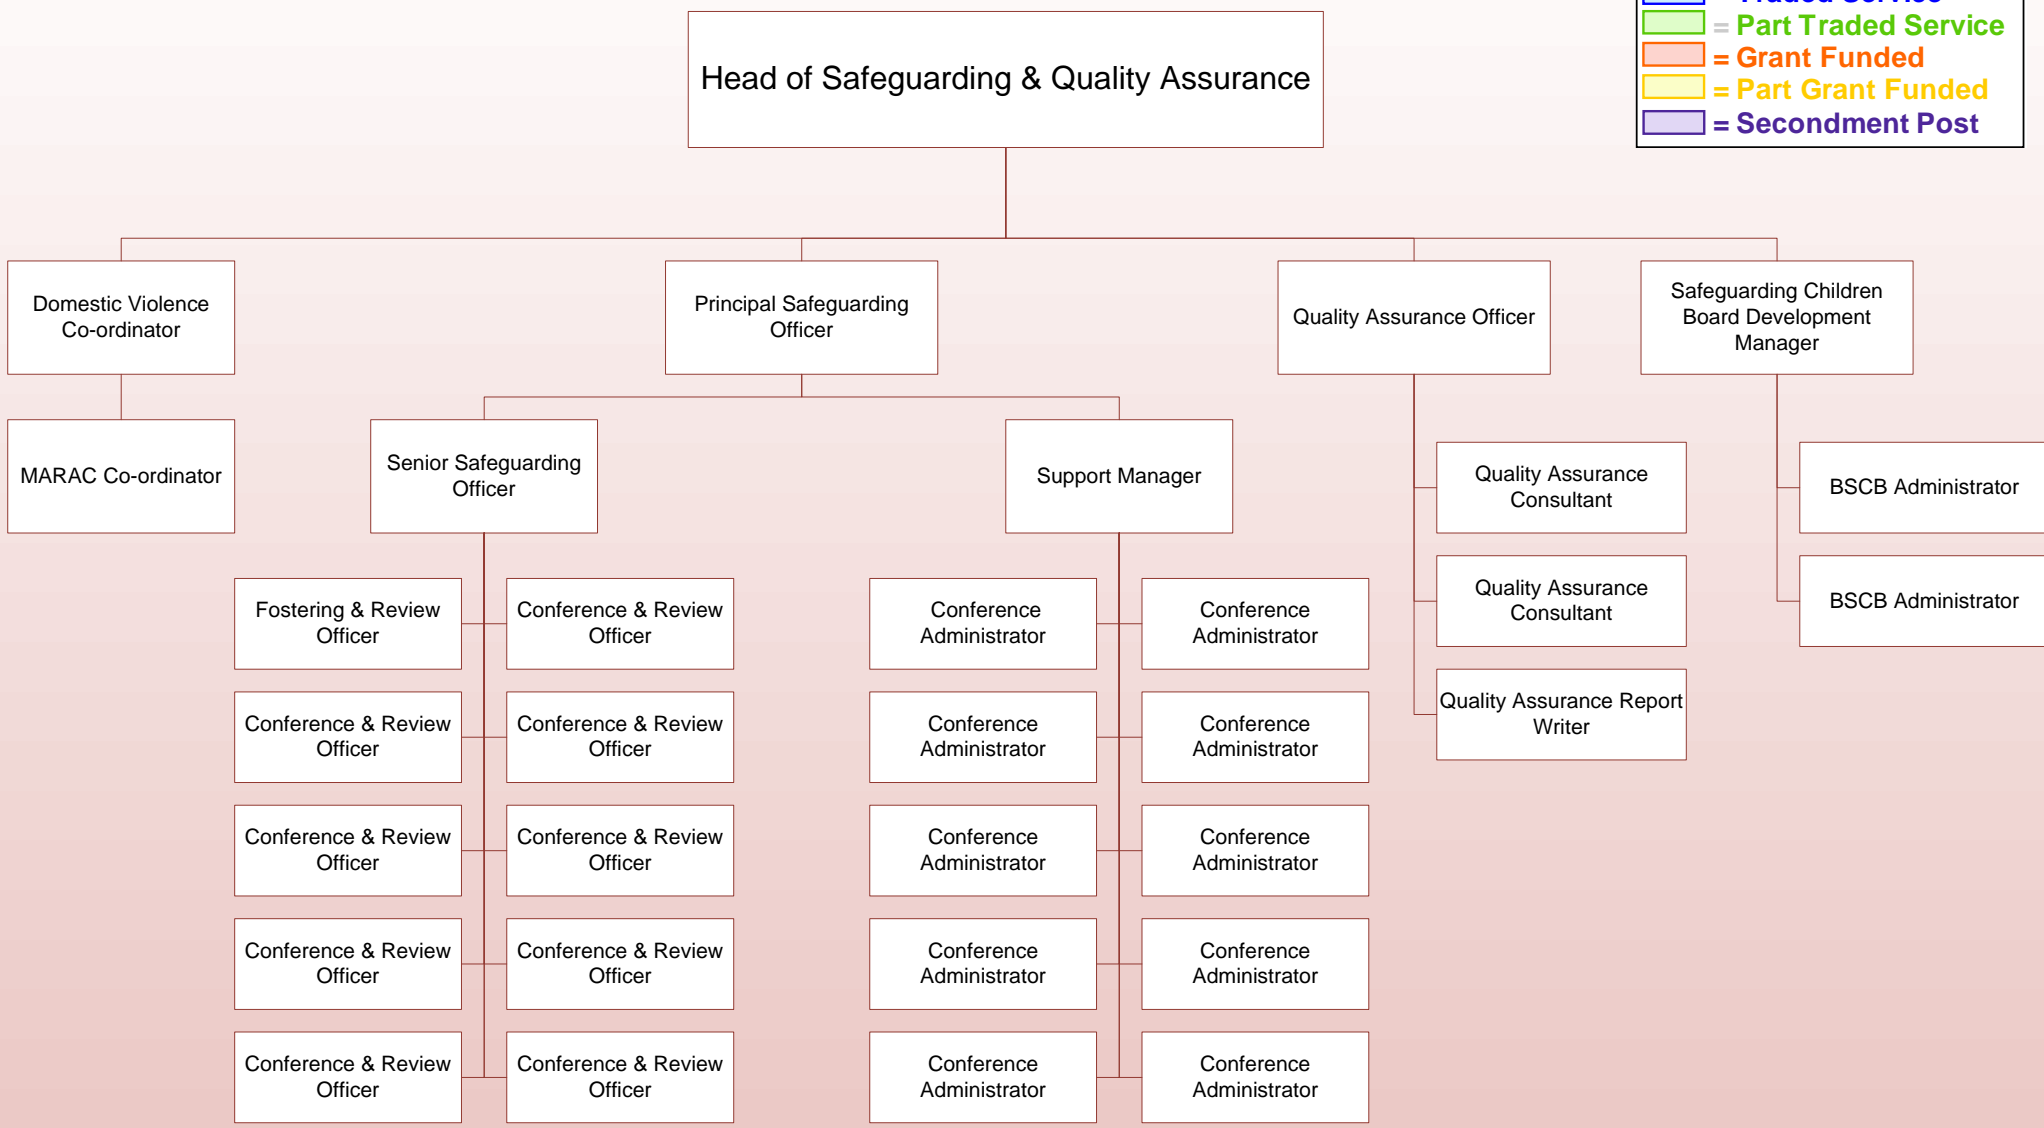 Traded Service
= Part Traded Service
= Grant Funded
= Part Grant Funded
= Secondment Post
Head of Safeguarding & Quality Assurance
Domestic Violence
Co-ordinator
Principal Safeguarding
Officer
Quality Assurance Officer
Safeguarding Children
Board Development
Manager
MARAC Co-ordinator
Senior Safeguarding
Officer
Support Manager
Quality Assurance
Consultant
BSCB Administrator
Quality Assurance
Consultant
BSCB Administrator
Quality Assurance Report
Writer
Fostering & Review
Officer
Conference & Review
Officer
Conference & Review
Officer
Conference & Review
Officer
Conference & Review
Officer
Conference & Review
Officer
Conference & Review
Officer
Conference & Review
Officer
Conference & Review
Officer
Conference & Review
Officer
Conference
Administrator
Conference
Administrator
Conference
Administrator
Conference
Administrator
Conference
Administrator
Conference
Administrator
Conference
Administrator
Conference
Administrator
Conference
Administrator
Conference
Administrator